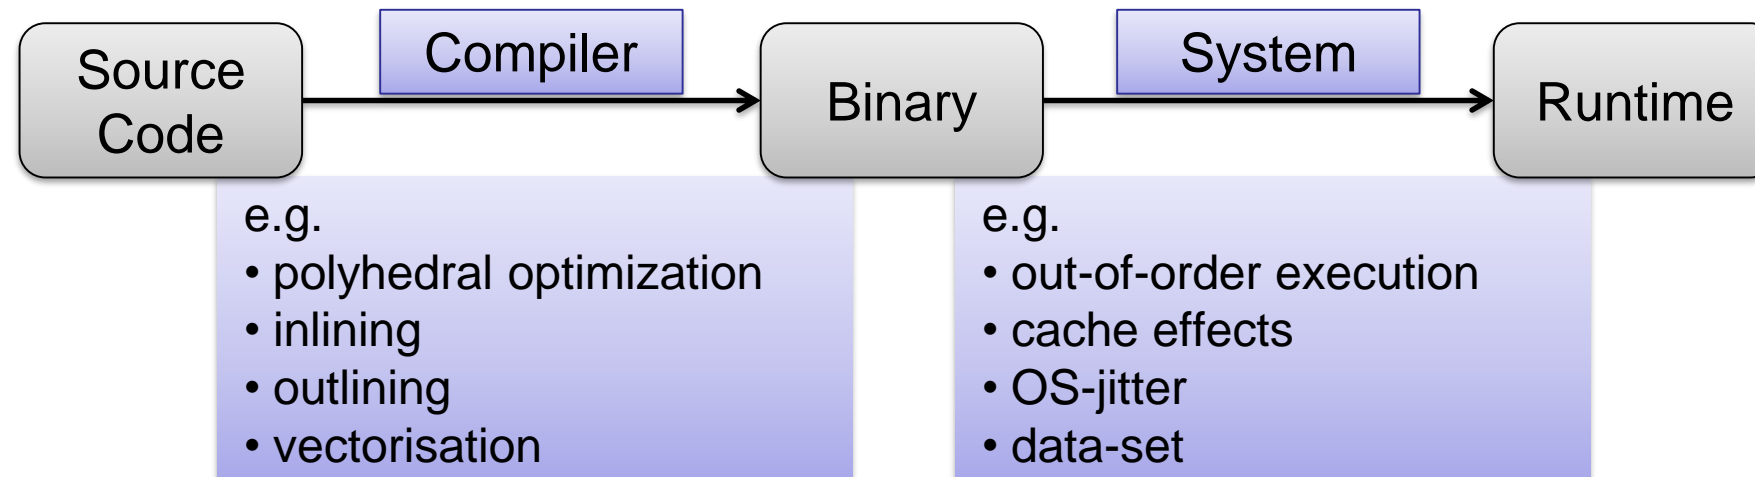 Source
Code
Compiler
Binary
System
Runtime
e.g.
• polyhedral optimization
• inlining
• outlining
• vectorisation
e.g.
• out-of-order execution
• cache effects
• OS-jitter
• data-set